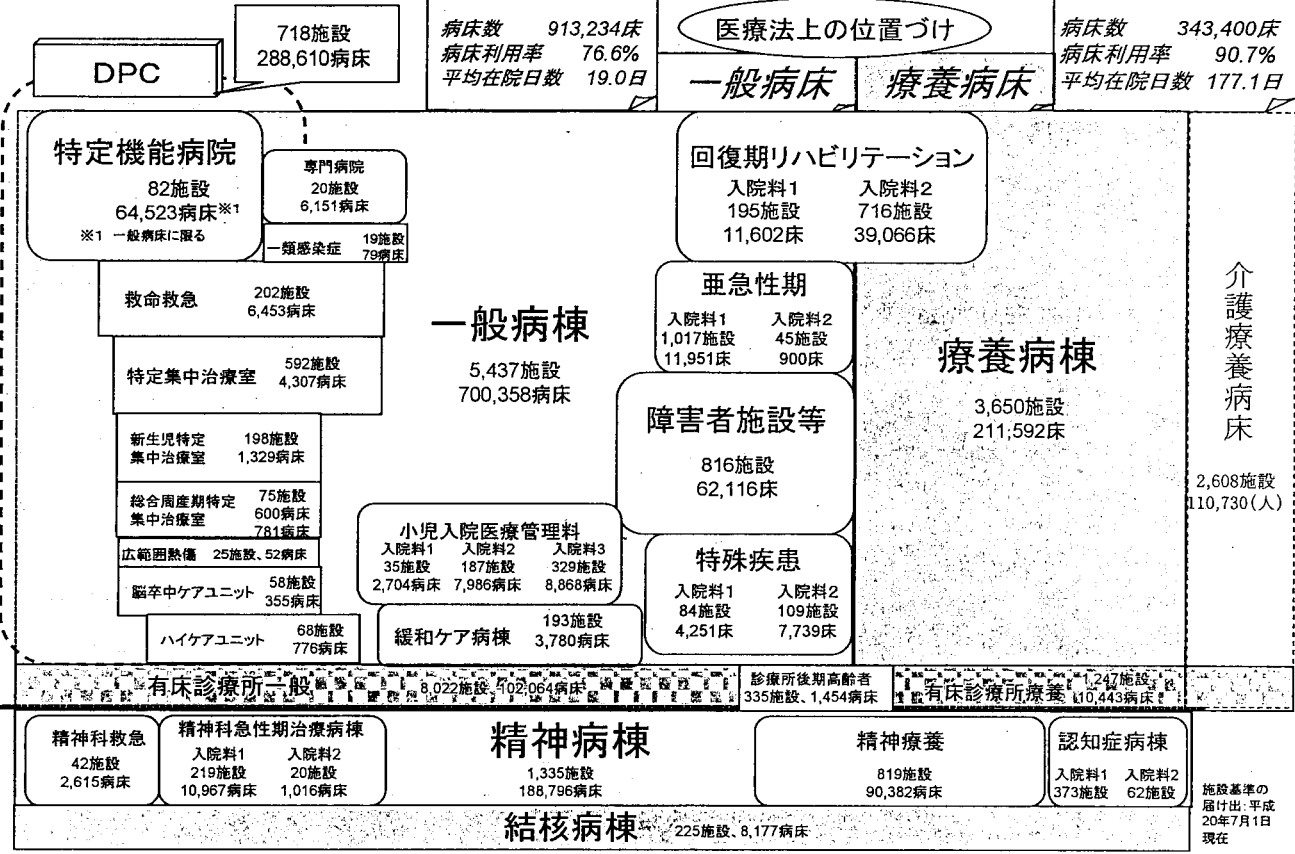 718施設
288,610病床
DPC
病床数 913,234床
病床利用率 76.6%
平均在院日数 19.0日
医療法上の位置づけ
一般病床
療養病床
病床数 343,400床
病床利用率 90.7%
平均在院日数 177.1日
特定機能病院
82施設
64,523病床※1
※1 一般病床に限る
専門病院
20施設
6,151病床
一類感染症 19施設
79病床
救命救急 202施設
6,453病床
特定集中治療室 592施設
4,307病床
新生児特定 198施設
集中治療室 1,329病床
総合周産期特定 75施設
集中治療室 600病床
781病床
広範囲熱傷 25施設、52病床
脳卒中ケアユニット 58施設
355病床
ハイケアユニット 68施設
776病床
一般病棟
5,437施設
700,358病床
小児入院医療管理料
入院料1 入院料2 入院料3
35施設 187施設 329施設
2,704病床 7,986病床 8,868病床
緩和ケア病棟 193施設
3,780病床
回復期リハビリテーション
入院料1 入院料2
195施設 716施設
11,602床 39,066床
亜急性期
入院料1 入院料2
1,017施設 45施設
11,951床 900床
障害者施設等
816施設
62,116床
特殊疾患
入院料1 入院料2
84施設 109施設
4,251床 7,739床
療養病棟
3,650施設
211,592床
介護療養病床
2,608施設
110,730(人)
有床診療所一般 8,022施設、102,064病床
診療所後期高齢者
335施設、1,454病床
有床診療所療養 1,247施設
10,443病床
精神科救急
42施設
2,615病床
精神科急性期治療病棟
入院料1 入院料2
219施設 20施設
10,967病床 1,016病床
精神病棟
1,335施設
188,796病床
精神療養
819施設
90,382病床
認知症病棟
入院料1 入院料2
373施設 62施設
結核病棟 225施設、8,177病床
施設基準の
届け出:平成
20年7月1日
現在